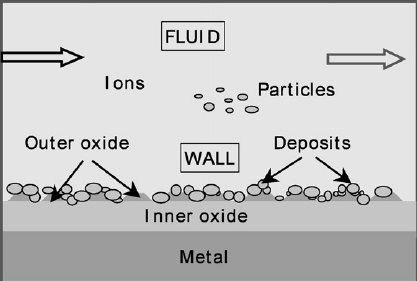 FLUID
Ions
Particles
Outer oxide
WALL
Deposits
Inner oxide
Metal